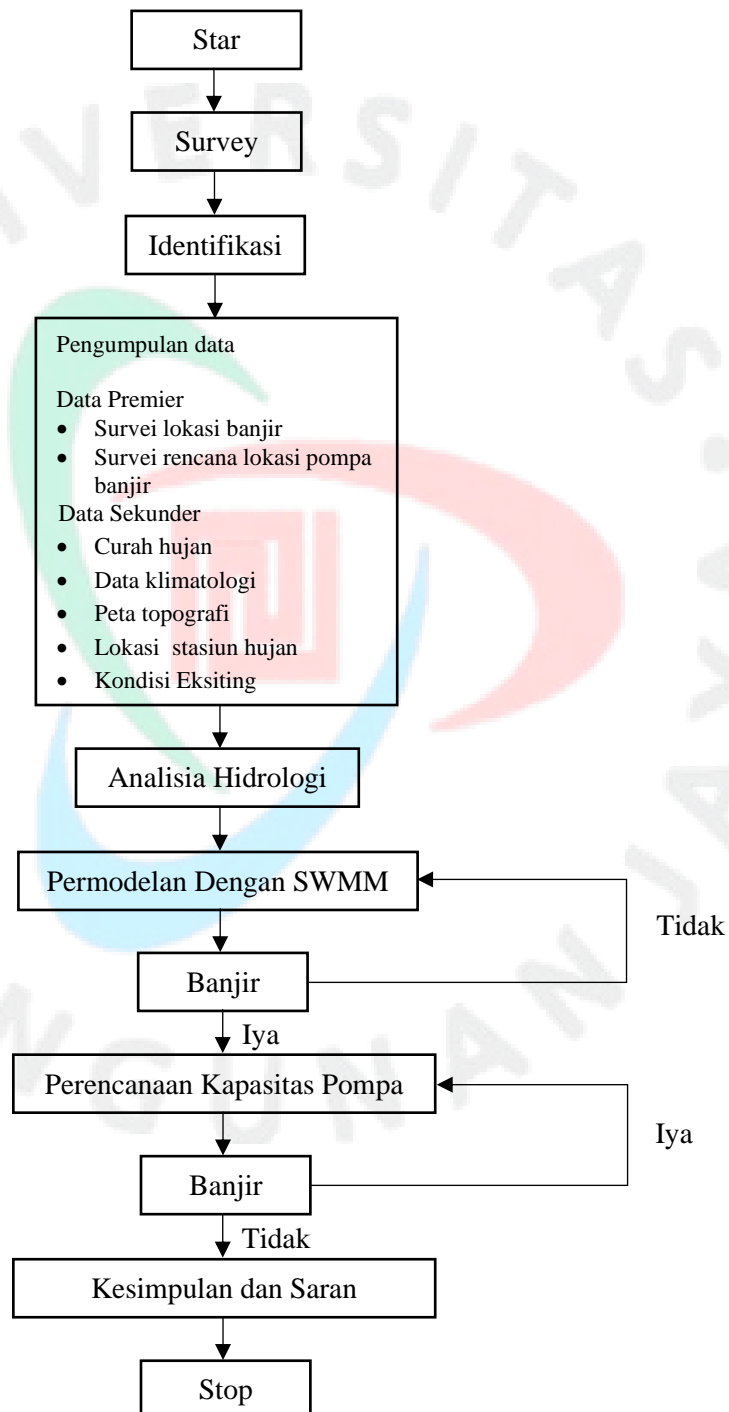 Star
Survey
Identifikasi
Pengumpulan data
Data Premier
• Survei lokasi banjir
• Survei rencana lokasi pompa
banjir
Data Sekunder
• Curah hujan
• Data klimatologi
• Peta topografi
• Lokasi stasiun hujan
• Kondisi Eksiting
Analisia Hidrologi
Permodelan Dengan SWMM
Tidak
Banjir
Iya
Perencanaan Kapasitas Pompa
Iya
Banjir
Tidak
Kesimpulan dan Saran
Stop